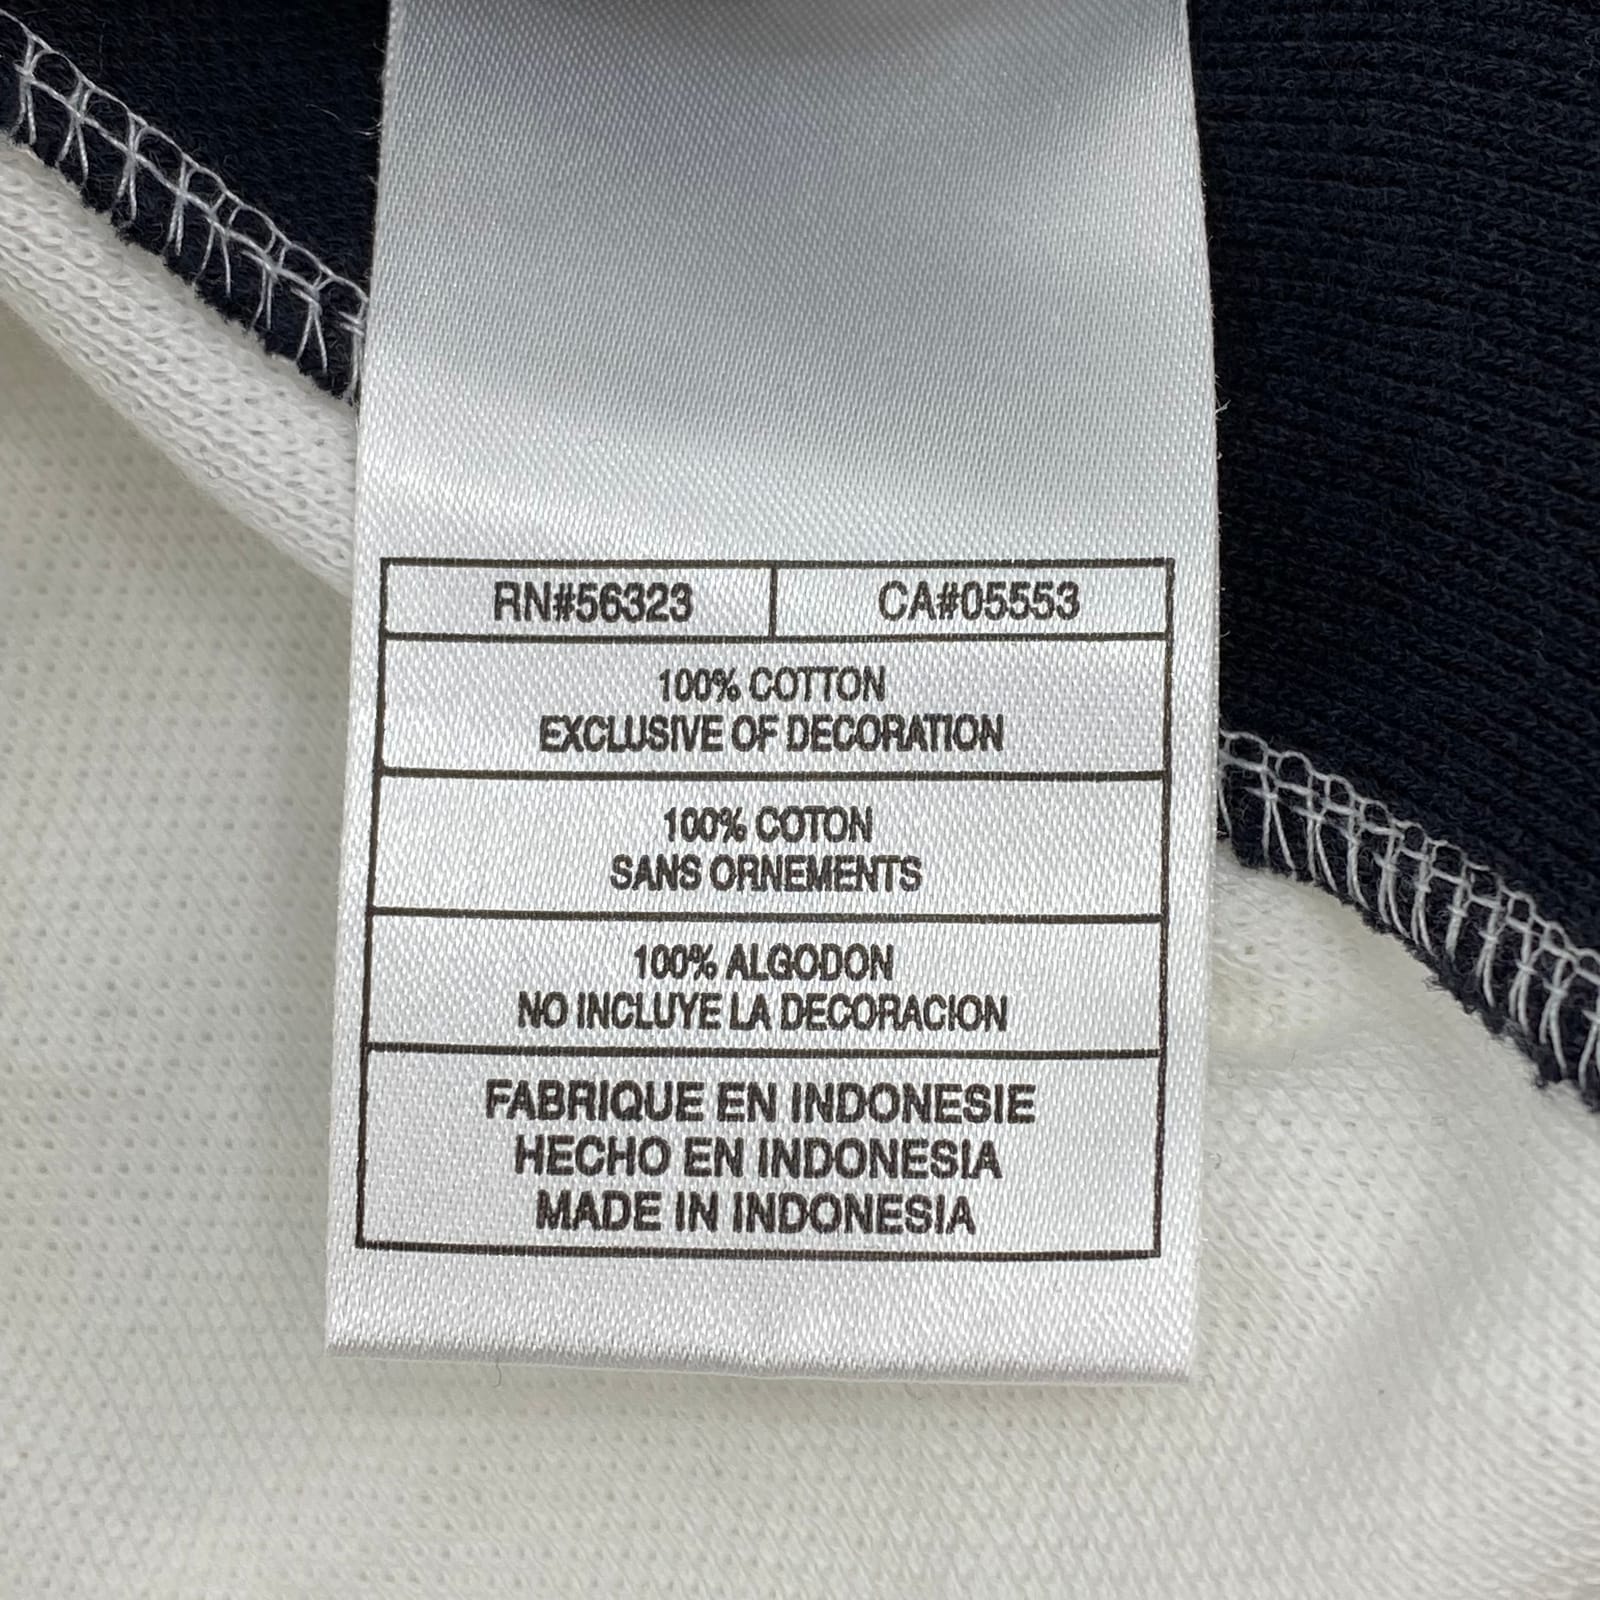 RN#56323 CA#05553
100% COTTON
EXCLUSIVE OF DECORATION
100% COTON
SANS ORNEMENTS
100% ALGODON
NO INCLUYE LA DECORACION
FABRIQUE EN INDONESIE
HECHO EN INDONESIA
MADE IN INDONESIA